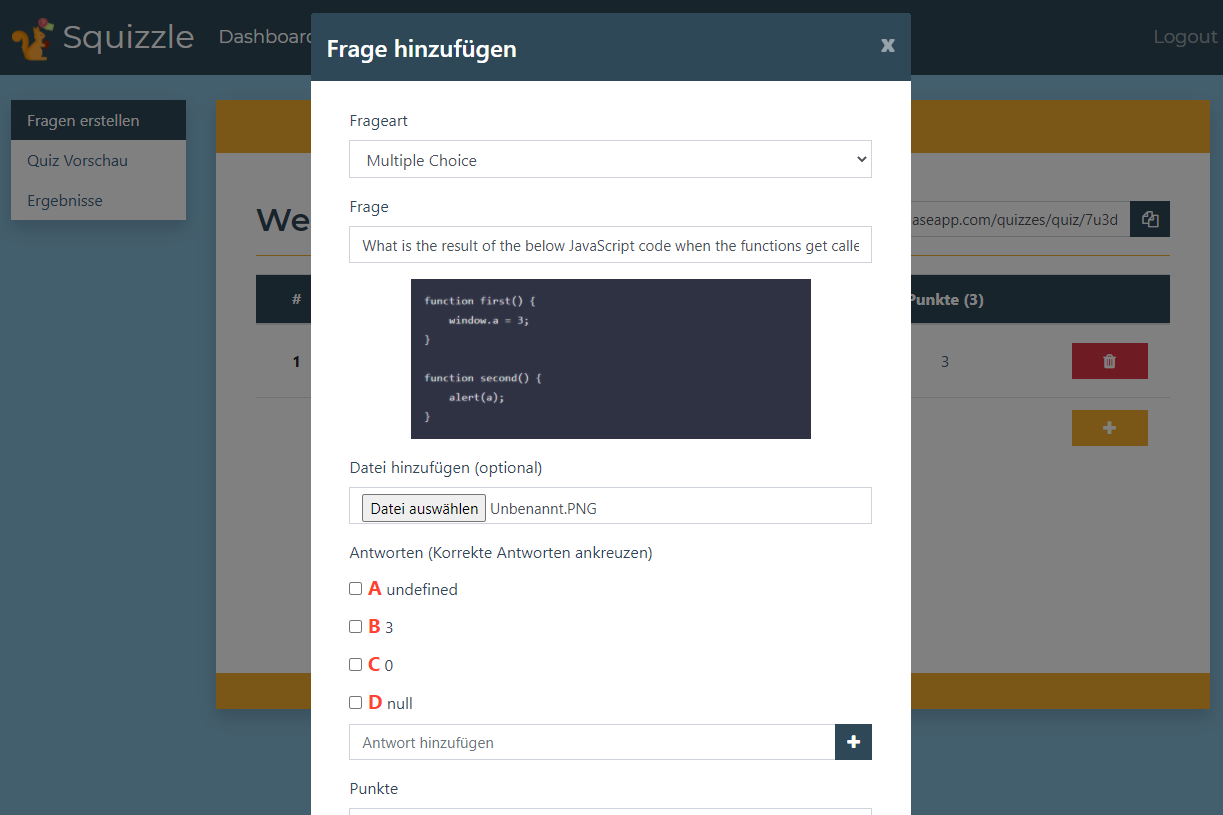 Squizzle
Dashboard
Logout
Frage hinzufügen
x
Fragen erstellen
Quiz Vorschau
Ergebnisse
We
aseapp.com/quizzes/quiz/7u3d
#
Punkte (3)
1
3
Frageart
Multiple Choice
Frage
What is the result of the below JavaScript code when the functions get calle
function first() {
    window.a = 3;
}
function second() {
    alert(a);
}
Datei hinzufügen (optional)
Datei auswählen Unbenannt.PNG
Antworten (Korrekte Antworten ankreuzen)
A undefined
B 3
C 0
D null
Antwort hinzufügen
Punkte